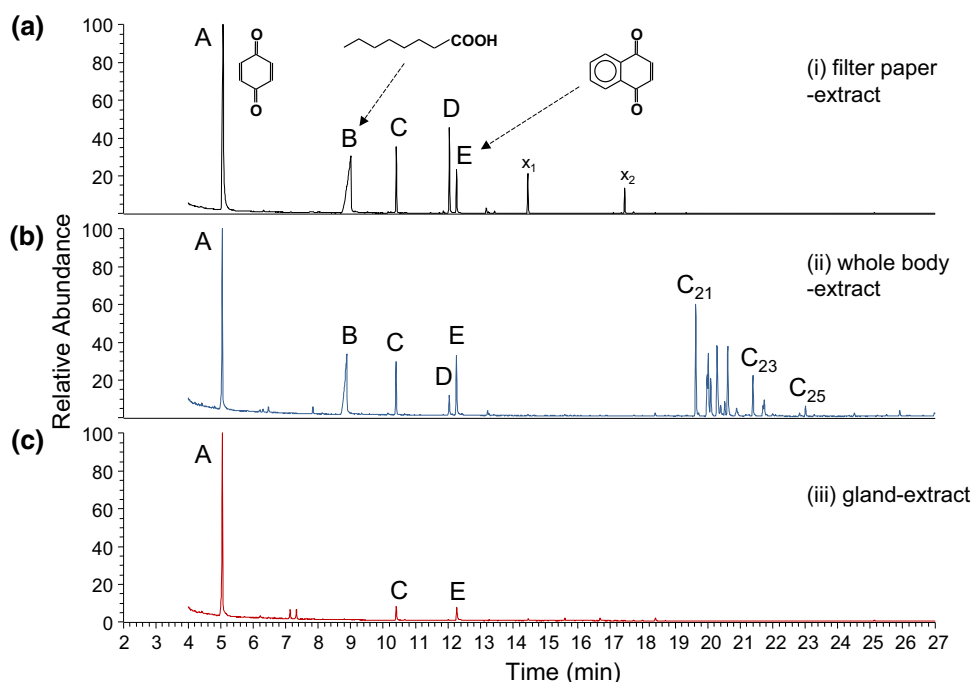 (a)
100
80
60
40
20
A
O
O
COOH
B
C
D
E
O
O
x1
x2
(i) filter paper
-extract
Relative Abundance
(b)
100
80
60
40
20
A
B
C
D
E
C21
C23
C25
(ii) whole body
-extract
(c)
100
80
60
40
20
0
A
C
E
(iii) gland-extract
2 3 4 5 6 7 8 9 10 11 12 13 14 15 16 17 18 19 20 21 22 23 24 25 26 27
Time (min)